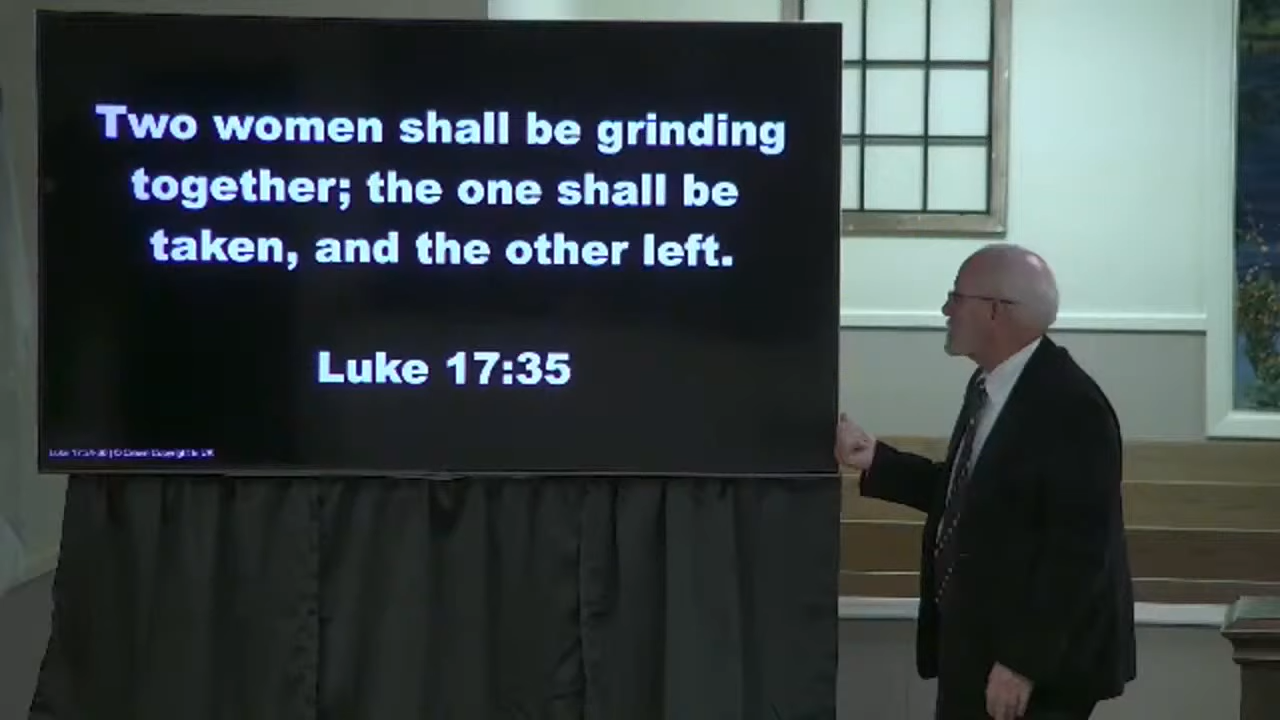 Two women shall be grinding
together; the one shall be
taken, and the other left.
Luke 17:35